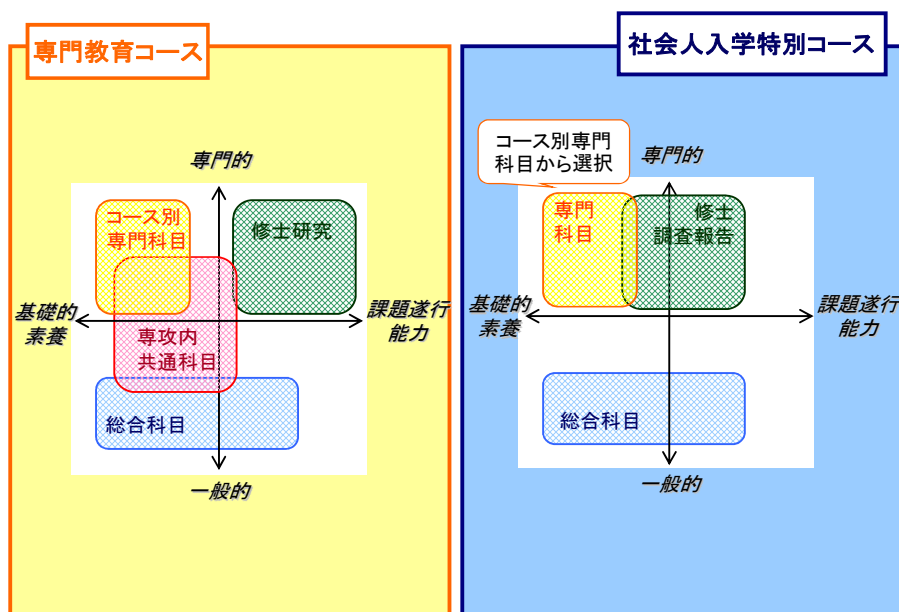 専門教育コース
専門的
コース別
専門科目
修士研究
基礎的
素養
課題遂行
能力
専攻内
共通科目
総合科目
一般的
社会人入学特別コース
コース別専門
科目から選択
専門的
専門
科目
修士
調査報告
基礎的
素養
課題遂行
能力
総合科目
一般的